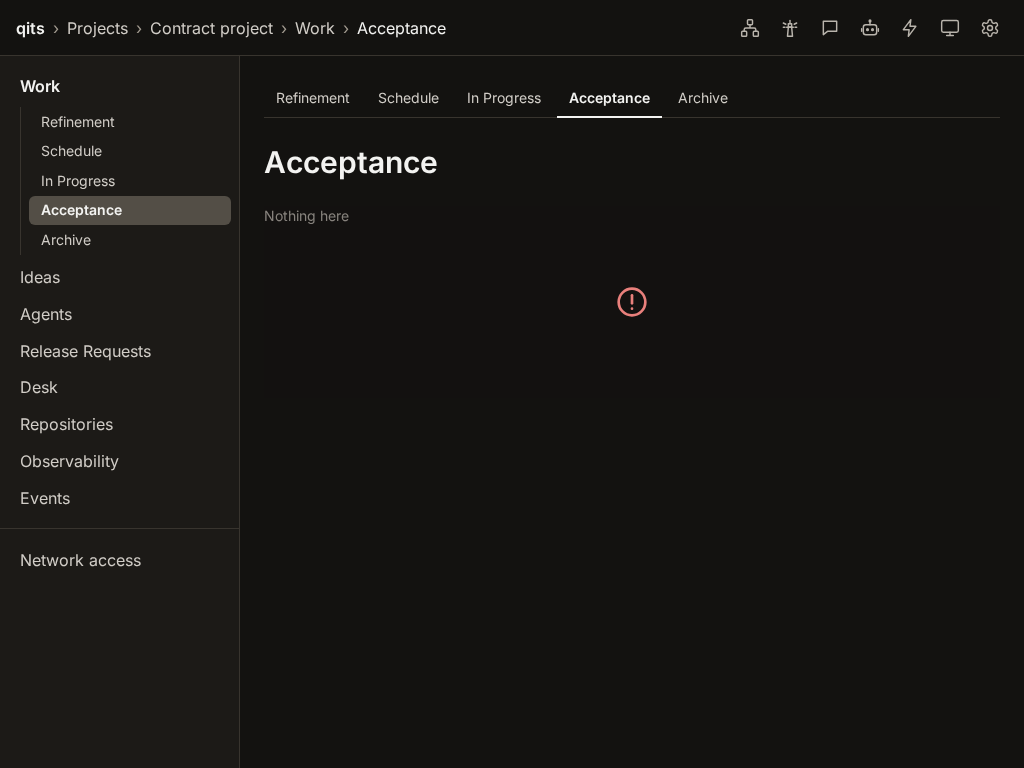 qits › Projects › Contract project › Work › Acceptance
Work
Refinement
Schedule
In Progress
Acceptance
Archive
Ideas
Agents
Release Requests
Desk
Repositories
Observability
Events
Network access
Refinement Schedule In Progress Acceptance Archive
Acceptance
Nothing here